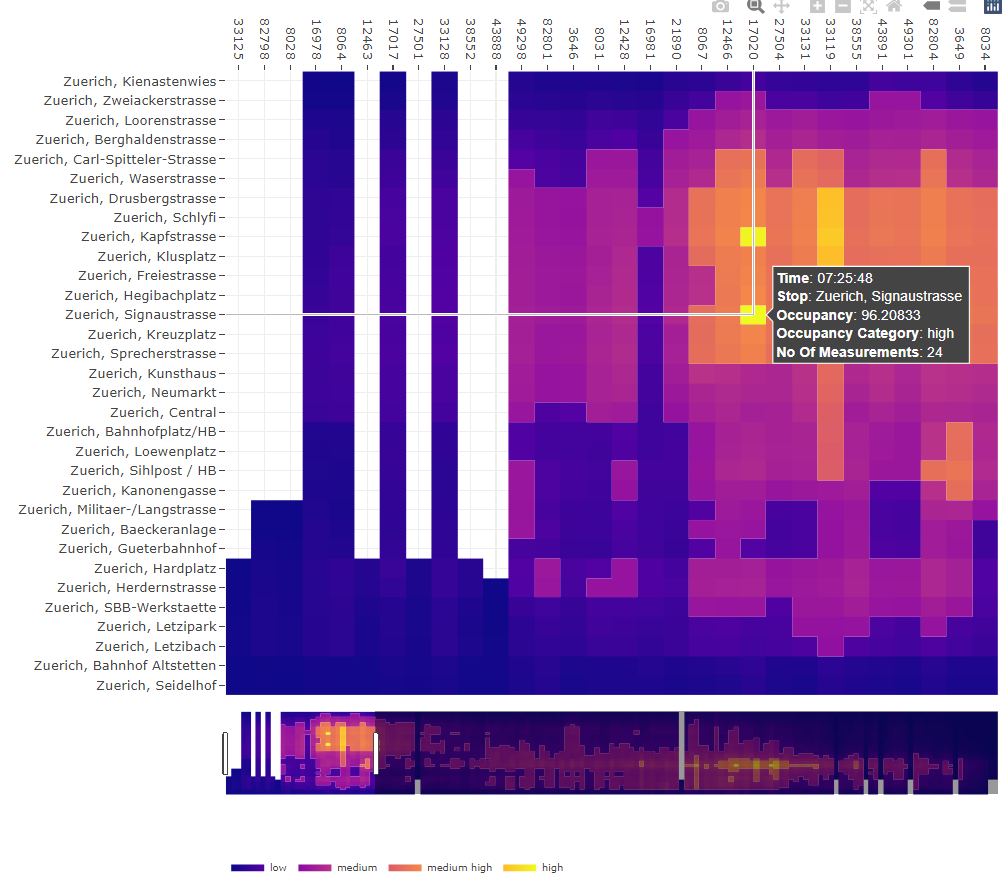 33125 827998 8028 16978 8064 12463 17017 275051 33128 38552 438868 492998 828801 3646 8031 12428 16981 21990 8067 12466 17020 27504 33131 33119 38555 43891 49301 82804 3649 8034
Zuerich, Kienastenwies
Zuerich, Zweiackerstrasse
Zuerich, Loorenstrasse
Zuerich, Berghaldenstrasse
Zuerich, Carl-Spitteler-Strasse
Zuerich, Waserstrasse
Zuerich, Drusbergstrasse
Zuerich, Schlyfi
Zuerich, Kapfstrasse
Zuerich, Klusplatz
Zuerich, Freiestrasse
Zuerich, Hegibachplatz
Zuerich, Signaustrasse
Zuerich, Kreuzplatz
Zuerich, Sprecherstrasse
Zuerich, Kunsthaus
Zuerich, Neumarkt
Zuerich, Central
Zuerich, Bahnhofplatz/HB
Zuerich, Loewenplatz
Zuerich, Sihlpost / HB
Zuerich, Kanonengasse
Zuerich, Militaer-/Langstrasse
Zuerich, Baeckeranlage
Zuerich, Gueterbahnhof
Zuerich, Hardplatz
Zuerich, Herdernstrasse
Zuerich, SBB-Werkstaette
Zuerich, Letzipark
Zuerich, Letzibach
Zuerich, Bahnhof Altstetten
Zuerich, Seidelhof
Time: 07:25:48
Stop: Zuerich, Signaustrasse
Occupancy: 96.20833
Occupancy Category: high
No Of Measurements: 24
low medium medium high high